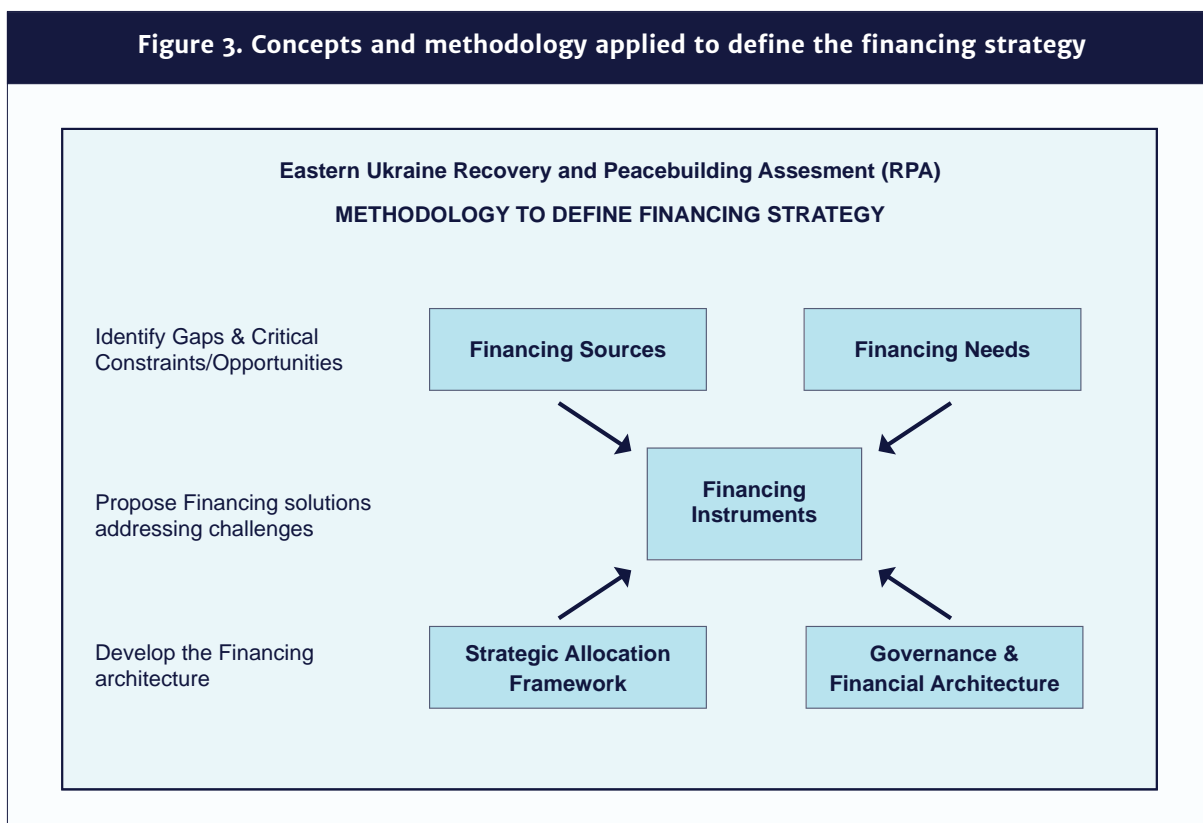 Figure 3. Concepts and methodology applied to define the financing strategy
Eastern Ukraine Recovery and Peacebuilding Assesment (RPA)
METHODOLOGY TO DEFINE FINANCING STRATEGY
Identify Gaps & Critical
Constraints/Opportunities
Financing Sources
Financing Needs
Propose Financing solutions
addressing challenges
Financing
Instruments
Develop the Financing
architecture
Strategic Allocation
Framework
Governance &
Financial Architecture